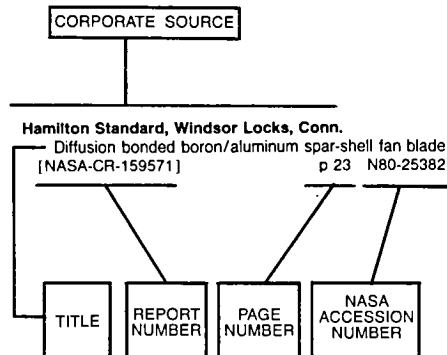 CORPORATE SOURCE
Hamilton Standard, Windsor Locks, Conn.
Diffusion bonded boron/aluminum spar-shell fan blade
[NASA-CR-159571] p 23 N80-25382
TITLE
REPORT NUMBER
PAGE NUMBER
NASA ACCESSION NUMBER